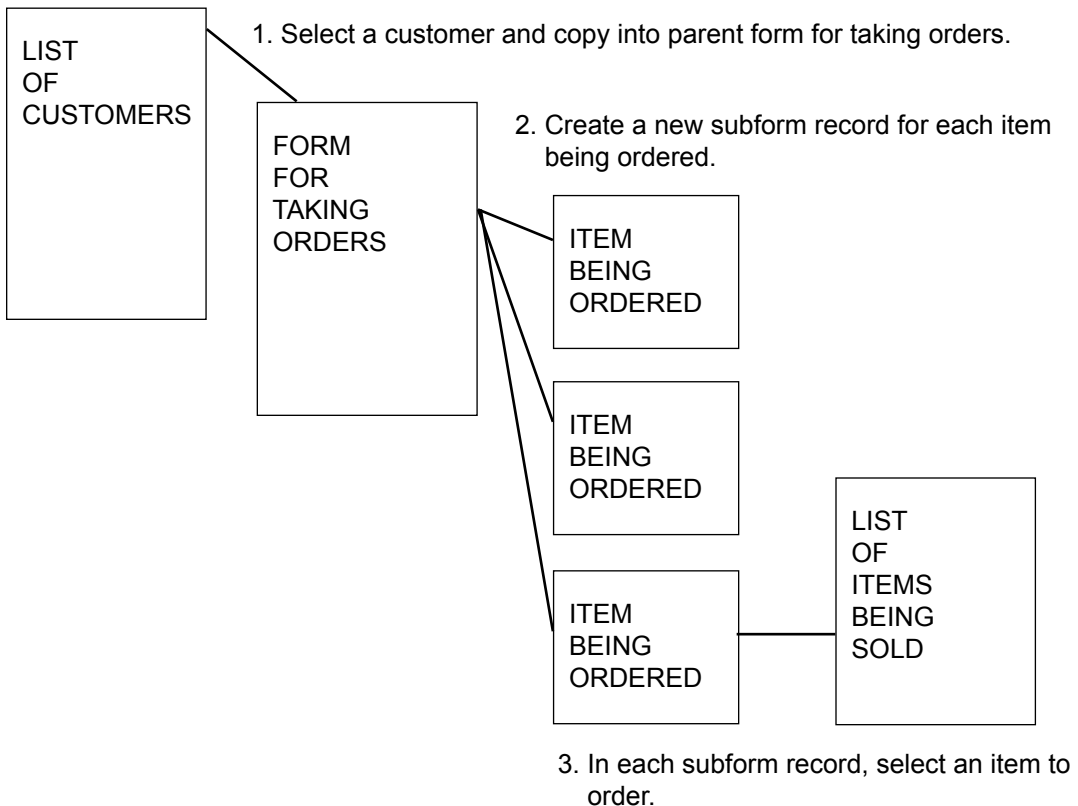 LIST
OF
CUSTOMERS
1. Select a customer and copy into parent form for taking orders.
FORM
FOR
TAKING
ORDERS
2. Create a new subform record for each item
being ordered.
ITEM
BEING
ORDERED
ITEM
BEING
ORDERED
ITEM
BEING
ORDERED
LIST
OF
ITEMS
BEING
SOLD
3. In each subform record, select an item to
order.